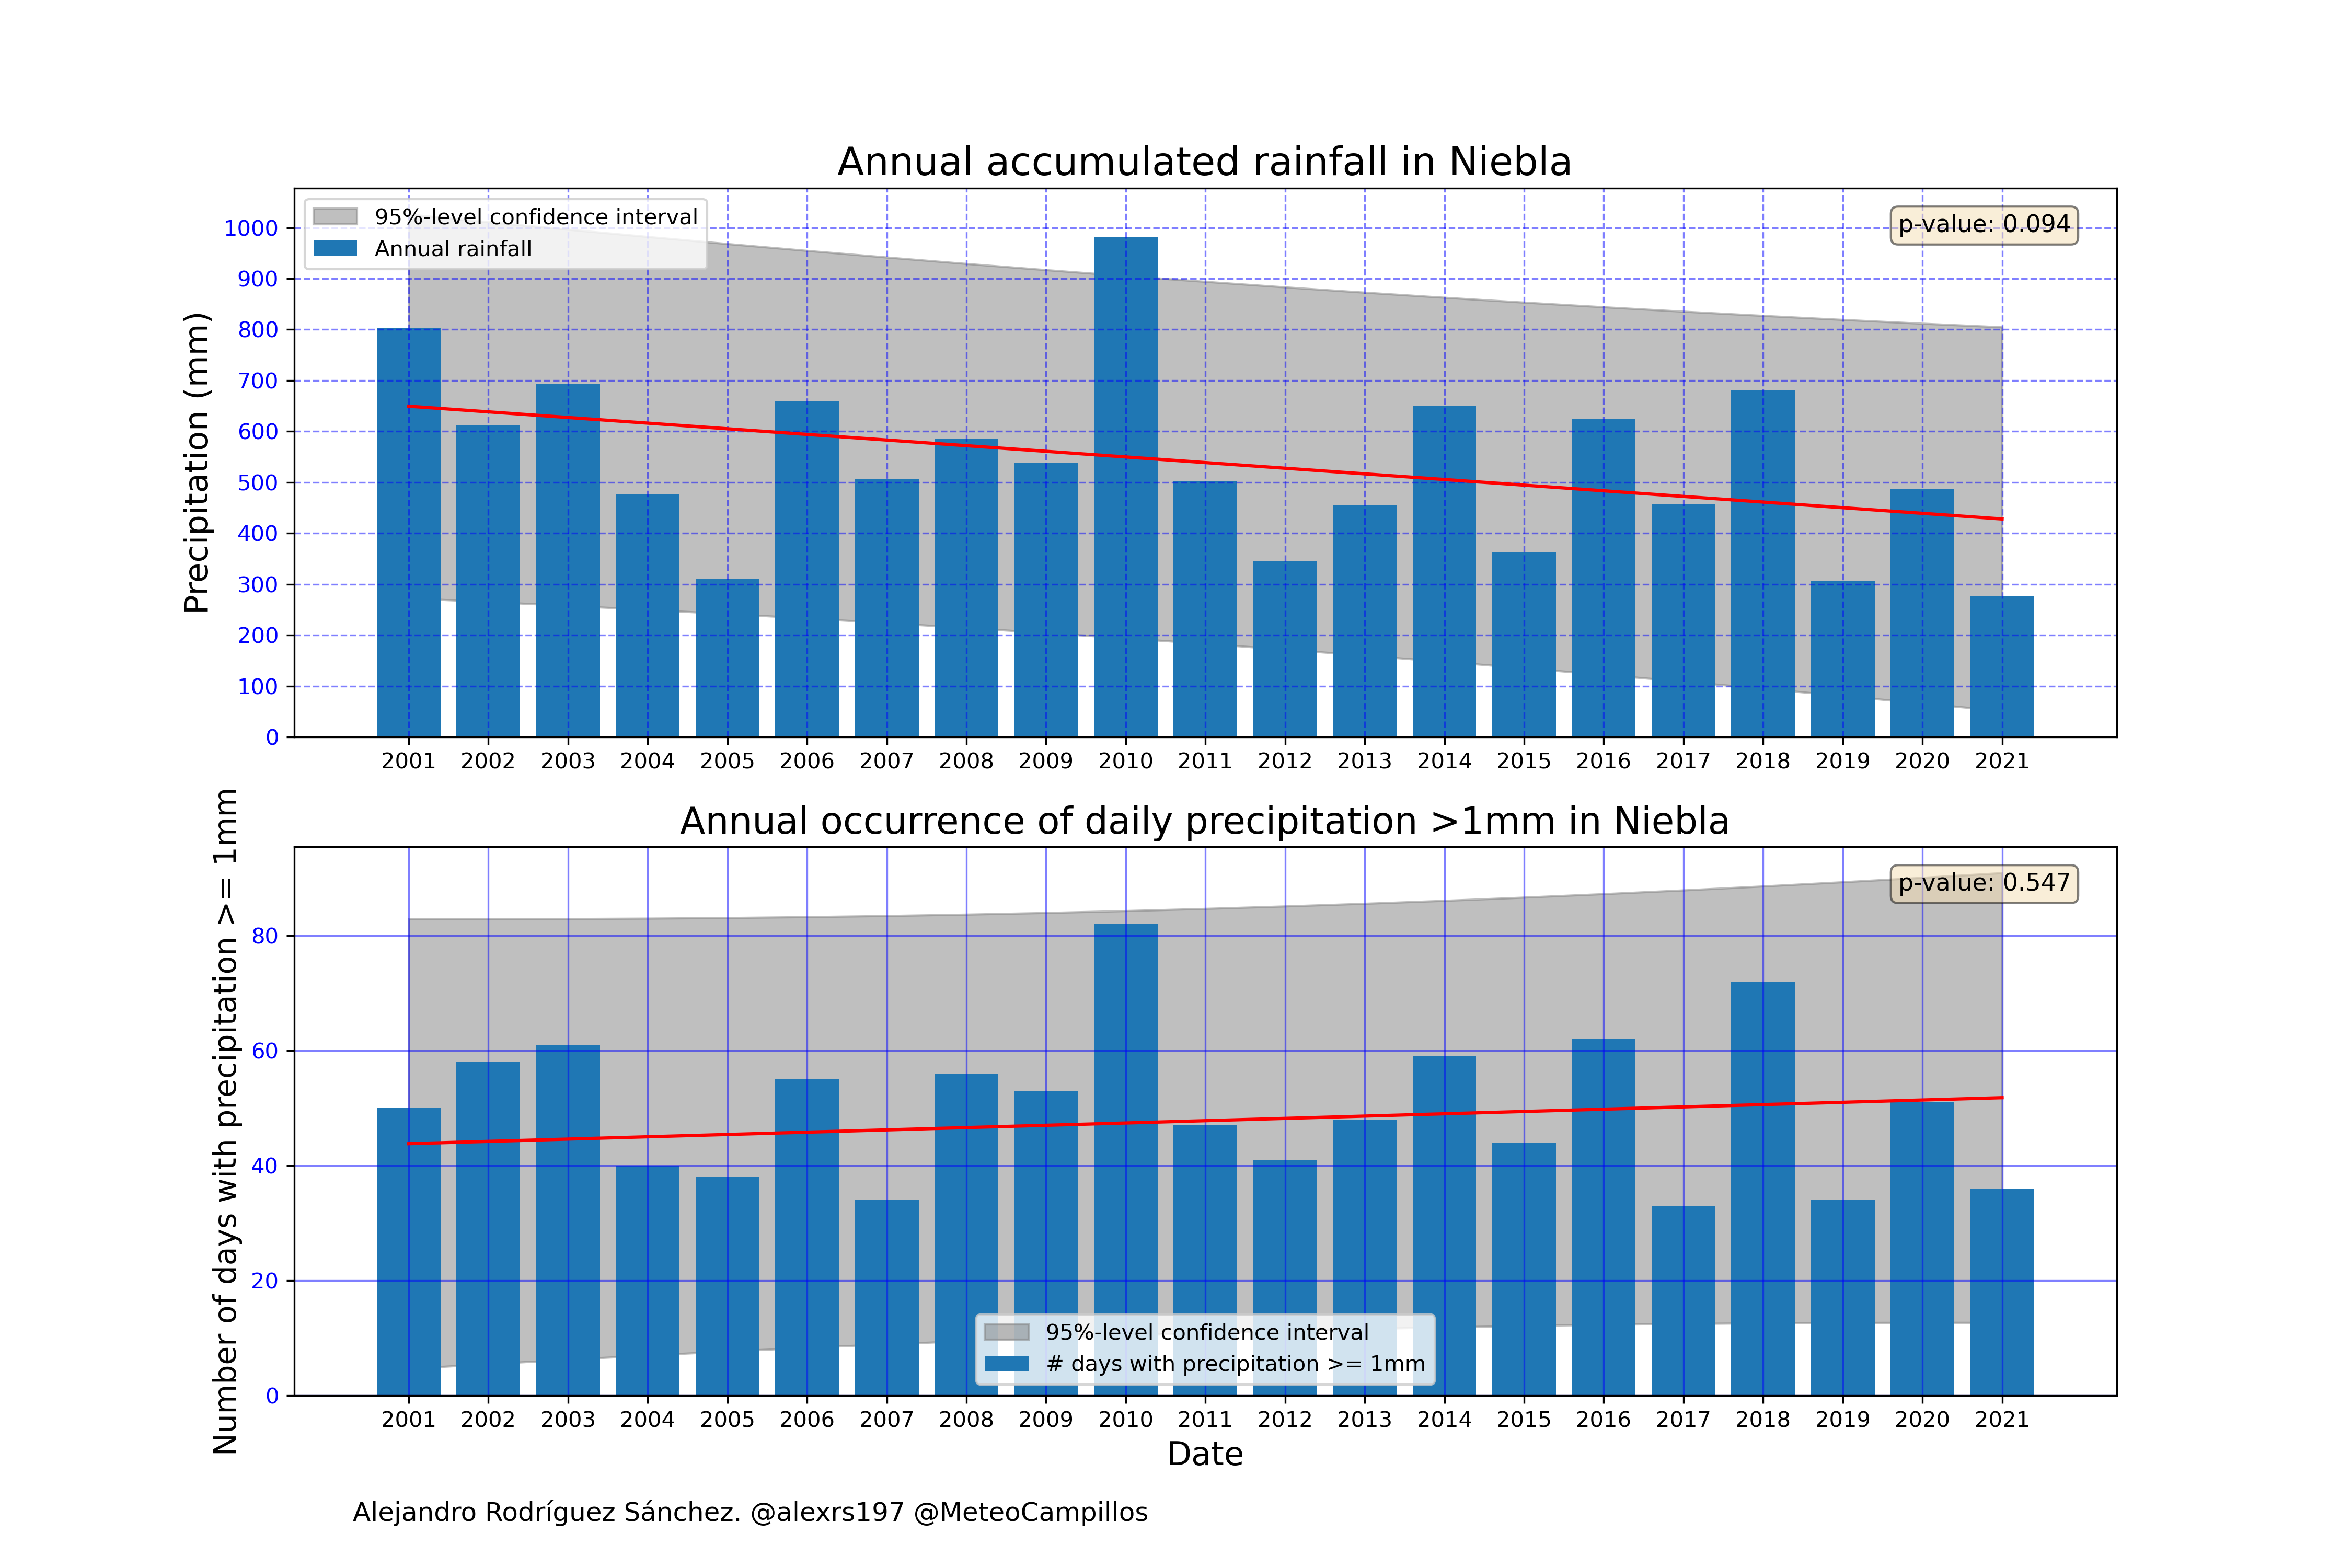 Annual accumulated rainfall in Niebla
95%-level confidence interval
Annual rainfall
p-value: 0.094
Precipitation (mm)
1000
900
800
700
600
500
400
300
200
100
0
2001 2002 2003 2004 2005 2006 2007 2008 2009 2010 2011 2012 2013 2014 2015 2016 2017 2018 2019 2020 2021
Annual occurrence of daily precipitation >1mm in Niebla
p-value: 0.547
Number of days with precipitation >= 1mm
80
60
40
20
0
95%-level confidence interval
# days with precipitation >= 1mm
2001 2002 2003 2004 2005 2006 2007 2008 2009 2010 2011 2012 2013 2014 2015 2016 2017 2018 2019 2020 2021
Date
Alejandro Rodríguez Sánchez. @alexrs197 @MeteoCampillos